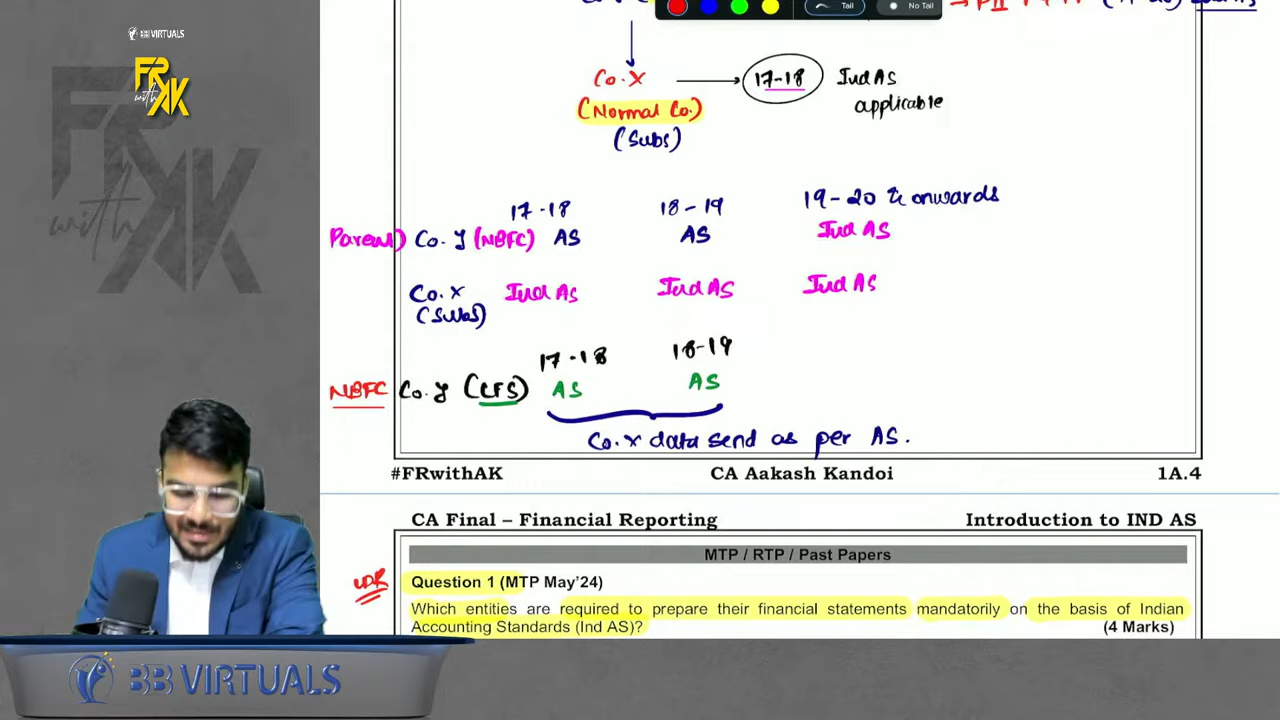 BB VIRTUALS
FR
with
AK
Tail
No Tail
Co. X
17-18
Ind AS
applicable
(Normal Co.)
(Subs)
17-18 18-19 19-20 & onwards
Parent) Co. Y (NBFC) AS AS Ind AS
Co. X Ind AS Ind AS Ind AS
(Subs)
17-18 18-19
NBFC Co. Y (CFS) AS AS
Co. X data send as per AS.
#FRwithAK CA Aakash Kandoi 1A.4
CA Final – Financial Reporting Introduction to IND AS
MTP / RTP / Past Papers
Question 1 (MTP May'24)
Which entities are required to prepare their financial statements mandatorily on the basis of Indian
Accounting Standards (Ind AS)? (4 Marks)
BB VIRTUALS